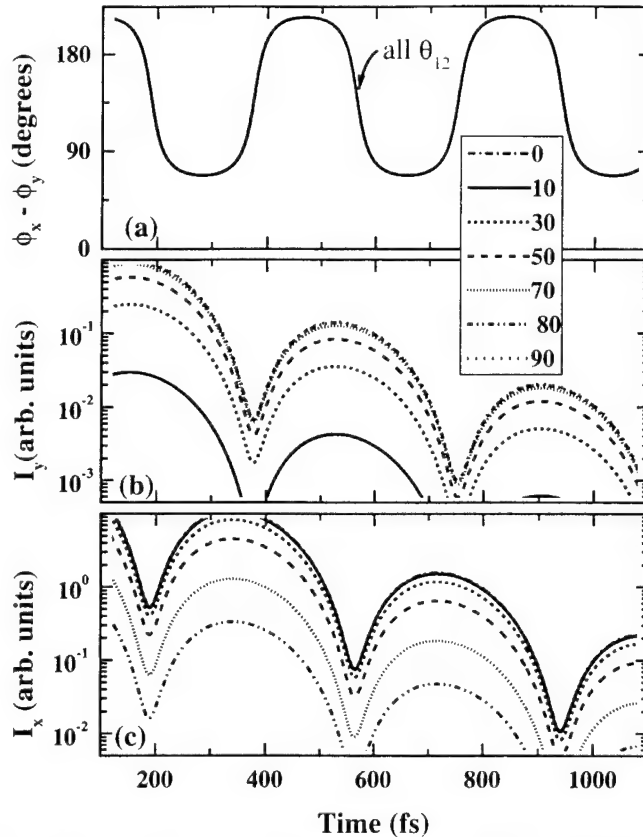 ϕx - ϕy (degrees)
180
90
0
all θ12
(a)
0
10
30
50
70
80
90
Iy (arb. units)
10-1
10-2
10-3
(b)
Ix (arb. units)
100
10-1
10-2
(c)
200 400 600 800 1000
Time (fs)